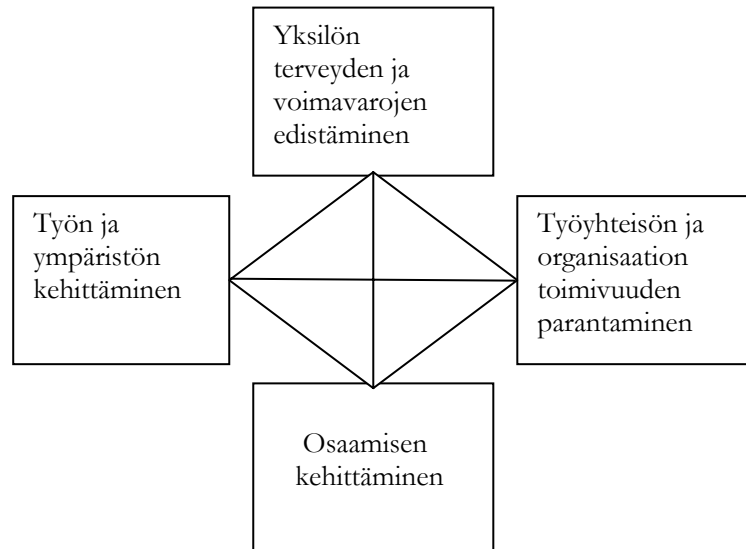 Yksilön
terveyden ja
voimavarojen
edistäminen
Työn ja
ympäristön
kehittäminen
Työyhteisön ja
organisaation
toimivuuden
parantaminen
Osaamisen
kehittäminen